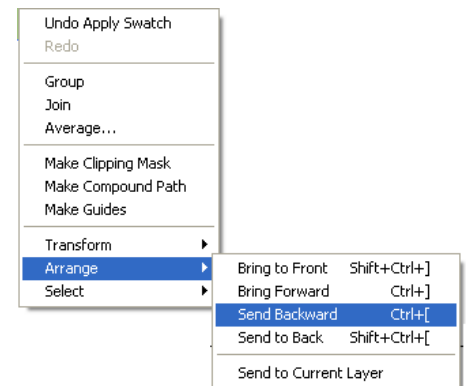 Undo Apply Swatch
Redo
Group
Join
Average...
Make Clipping Mask
Make Compound Path
Make Guides
Transform
Arrange
Select
Bring to Front Shift+Ctrl+]
Bring Forward Ctrl+]
Send Backward Ctrl+[
Send to Back Shift+Ctrl+[
Send to Current Layer